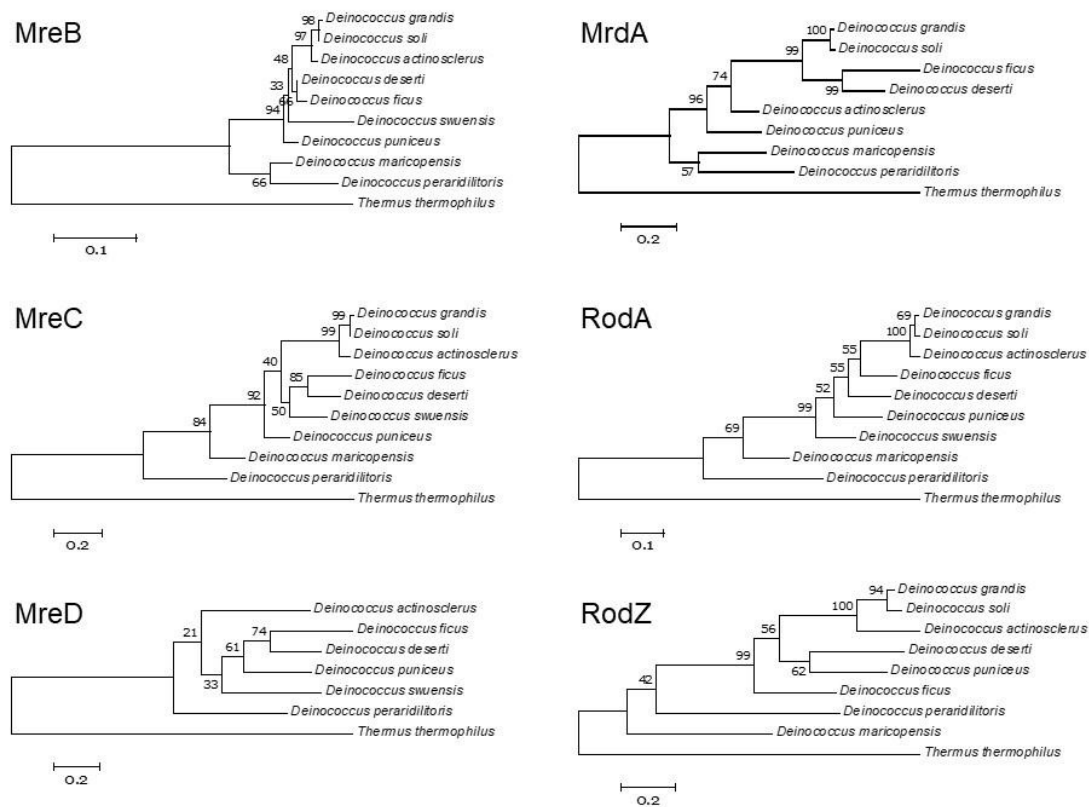 MreB
98
Deinococcus grandis
97
Deinococcus soli
48
Deinococcus actinosclerus
33
Deinococcus deserti
66
Deinococcus ficus
94
Deinococcus swuensis
Deinococcus puniceus
Deinococcus maricopensis
66
Deinococcus peraridilitoris
Thermus thermophilus
0.1
MrdA
100
Deinococcus grandis
99
Deinococcus soli
74
Deinococcus ficus
99
Deinococcus deserti
96
Deinococcus actinosclerus
Deinococcus puniceus
Deinococcus maricopensis
57
Deinococcus peraridilitoris
Thermus thermophilus
0.2
MreC
99
Deinococcus grandis
99
Deinococcus soli
Deinococcus actinosclerus
40
Deinococcus ficus
85
Deinococcus deserti
92
50
Deinococcus swuensis
84
Deinococcus puniceus
Deinococcus maricopensis
Deinococcus peraridilitoris
Thermus thermophilus
0.2
RodA
69
Deinococcus grandis
100
Deinococcus soli
Deinococcus actinosclerus
55
Deinococcus ficus
55
Deinococcus deserti
52
Deinococcus puniceus
99
Deinococcus swuensis
69
Deinococcus maricopensis
Deinococcus peraridilitoris
Thermus thermophilus
0.1
MreD
Deinococcus actinosclerus
21
74
Deinococcus ficus
61
Deinococcus deserti
Deinococcus puniceus
33
Deinococcus swuensis
Deinococcus peraridilitoris
Thermus thermophilus
0.2
RodZ
94
Deinococcus grandis
100
Deinococcus soli
Deinococcus actinosclerus
56
Deinococcus deserti
99
62
Deinococcus puniceus
42
Deinococcus ficus
Deinococcus peraridilitoris
Deinococcus maricopensis
Thermus thermophilus
0.2